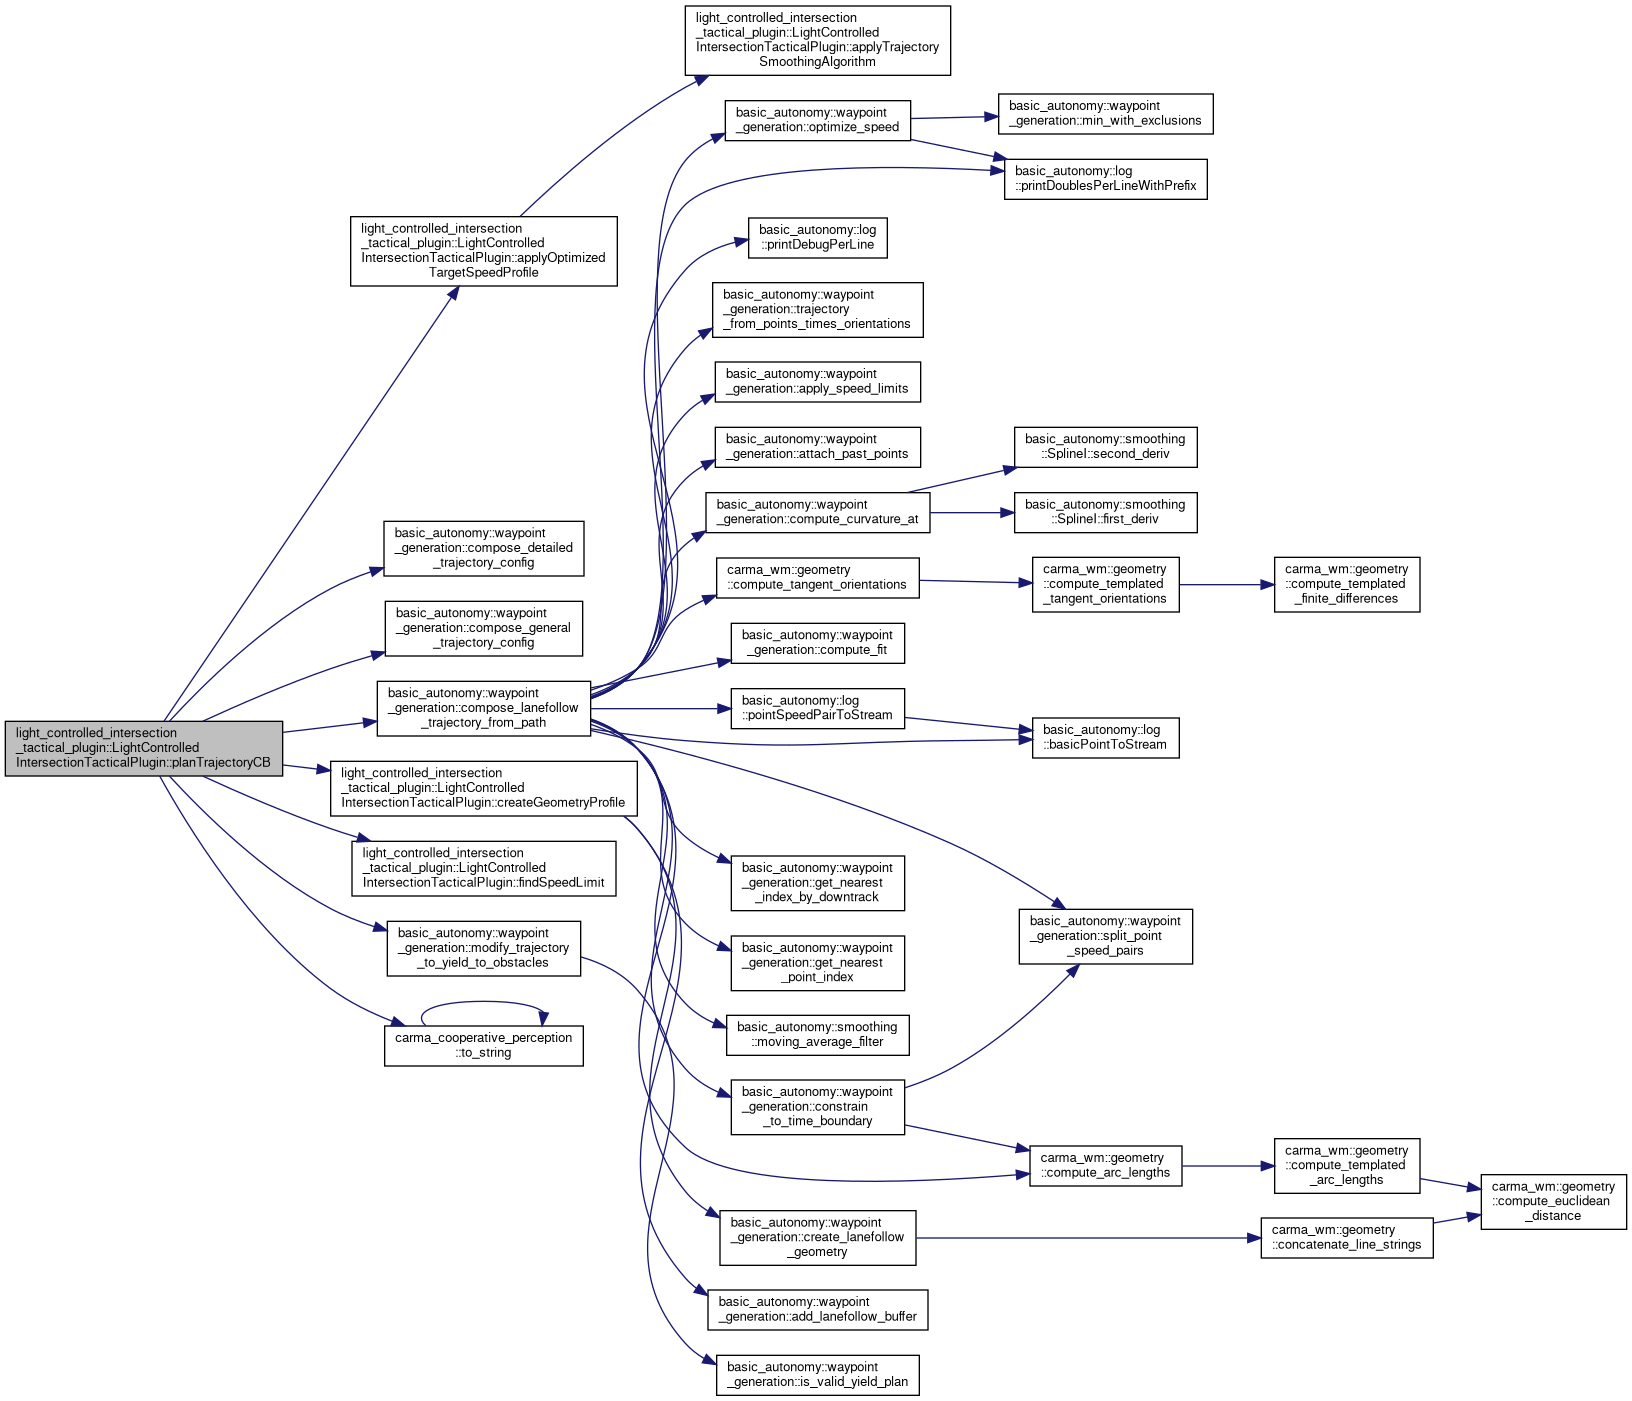 light_controlled_intersection
_tactical_plugin::LightControlled
IntersectionTacticalPlugin::planTrajectoryCB
light_controlled_intersection
_tactical_plugin::LightControlled
IntersectionTacticalPlugin::applyOptimized
TargetSpeedProfile
light_controlled_intersection
_tactical_plugin::LightControlled
IntersectionTacticalPlugin::applyTrajectory
SmoothingAlgorithm
basic_autonomy::waypoint
_generation::compose_detailed
_trajectory_config
basic_autonomy::waypoint
_generation::compose_general
_trajectory_config
basic_autonomy::waypoint
_generation::compose_lanefollow
_trajectory_from_path
light_controlled_intersection
_tactical_plugin::LightControlled
IntersectionTacticalPlugin::createGeometryProfile
light_controlled_intersection
_tactical_plugin::LightControlled
IntersectionTacticalPlugin::findSpeedLimit
basic_autonomy::waypoint
_generation::modify_trajectory
_to_yield_to_obstacles
carma_cooperative_perception
::to_string
basic_autonomy::waypoint
_generation::optimize_speed
basic_autonomy::waypoint
_generation::min_with_exclusions
basic_autonomy::log
::printDoublesPerLineWithPrefix
basic_autonomy::log
::printDebugPerLine
basic_autonomy::waypoint
_generation::trajectory
_from_points_times_orientations
basic_autonomy::waypoint
_generation::apply_speed_limits
basic_autonomy::waypoint
_generation::attach_past_points
basic_autonomy::waypoint
_generation::compute_curvature_at
basic_autonomy::smoothing
::SplineI::second_deriv
basic_autonomy::smoothing
::SplineI::first_deriv
carma_wm::geometry
::compute_tangent_orientations
carma_wm::geometry
::compute_templated
_tangent_orientations
carma_wm::geometry
::compute_templated
_finite_differences
basic_autonomy::waypoint
_generation::compute_fit
basic_autonomy::log
::pointSpeedPairToStream
basic_autonomy::log
::basicPointToStream
basic_autonomy::waypoint
_generation::get_nearest
_index_by_downtrack
basic_autonomy::waypoint
_generation::split_point
_speed_pairs
basic_autonomy::waypoint
_generation::get_nearest
_point_index
basic_autonomy::smoothing
::moving_average_filter
basic_autonomy::waypoint
_generation::constrain
_to_time_boundary
carma_wm::geometry
::compute_arc_lengths
carma_wm::geometry
::compute_templated
_arc_lengths
carma_wm::geometry
::compute_euclidean
_distance
basic_autonomy::waypoint
_generation::create_lanefollow
_geometry
carma_wm::geometry
::concatenate_line_strings
basic_autonomy::waypoint
_generation::add_lanefollow_buffer
basic_autonomy::waypoint
_generation::is_valid_yield_plan